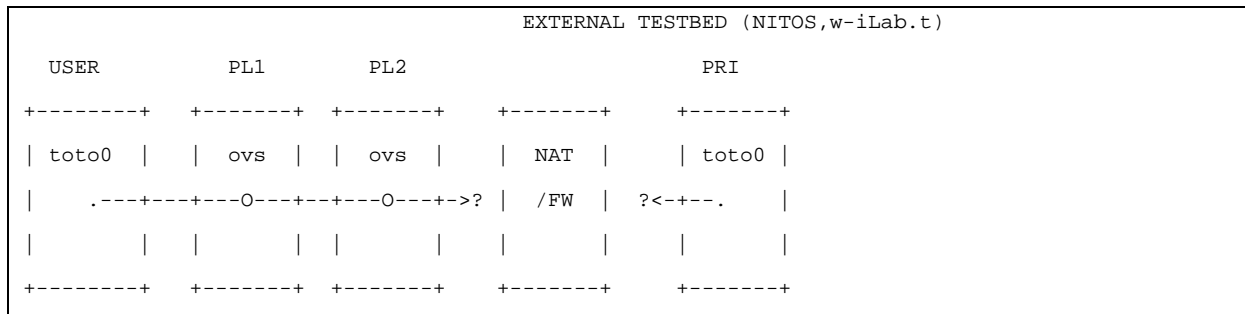 EXTERNAL TESTBED (NITOS,w-iLab.t)
USER PL1 PL2 PRI
+--------+ +-------+ +-------+ +-------+ +-------+
| toto0 | | ovs | | ovs | | NAT | | toto0 |
| .---+---+---O---+--+---O---+->? | /FW | ?<-+--. |
| | | | | | | | | |
+--------+ +-------+ +-------+ +-------+ +-------+